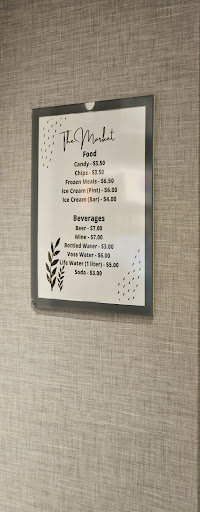 The Market
Food
Candy - $3.50
Chips - $3.50
Frozen Meals - $6.50
Ice Cream (Pint) - $6.00
Ice Cream (Bar) - $4.00
Beverages
Beer - $7.00
Wine - $7.00
Bottled Water - $3.00
Voss Water - $6.00
Life Water (1 liter) - $5.00
Soda - $3.00